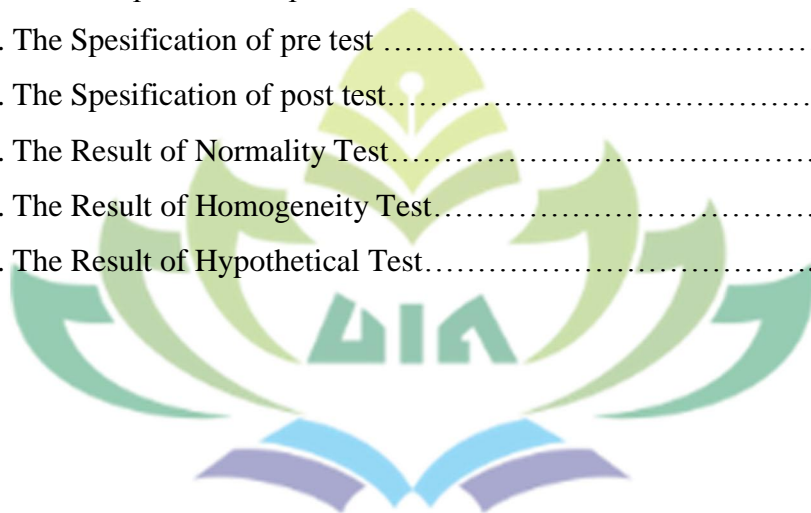 . The Spesification of pre test ……………………………………
. The Spesification of post test……………………………………
. The Result of Normality Test……………………………………
. The Result of Homogeneity Test…………………………………
. The Result of Hypothetical Test…………………………………
UIN